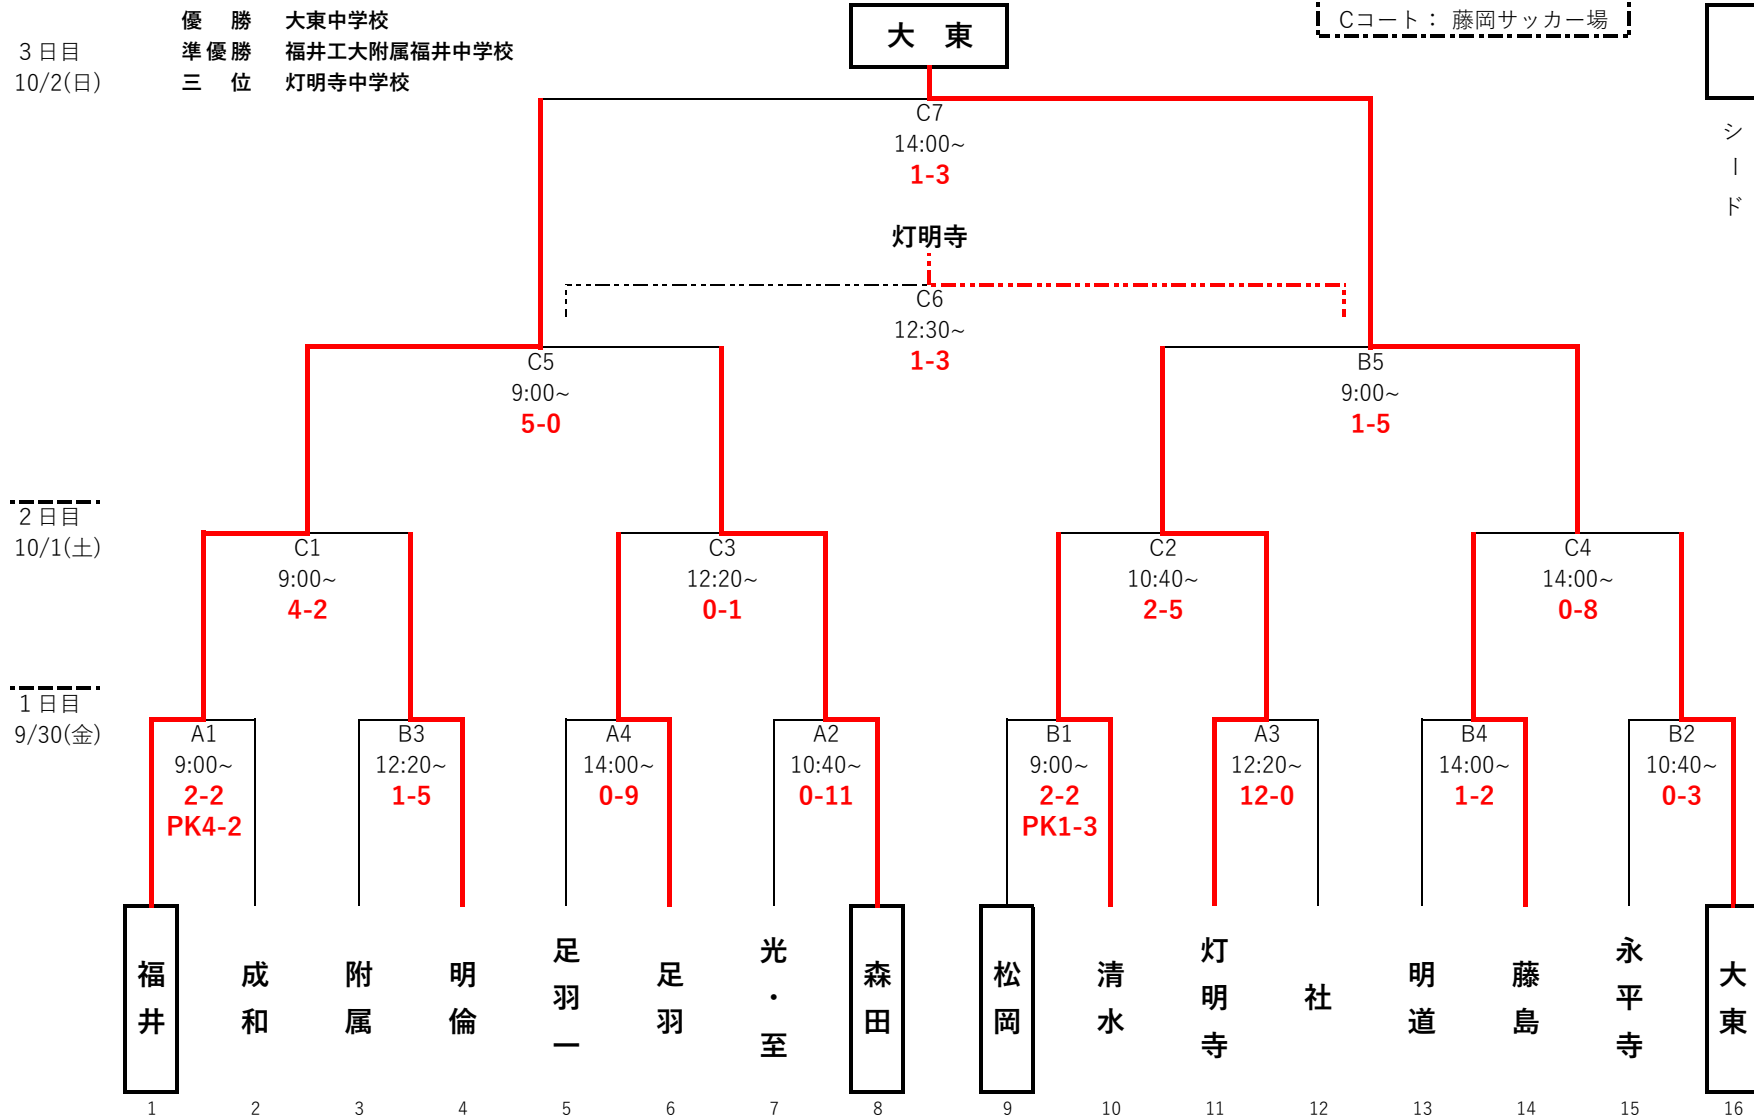 優　勝　大東中学校
準優勝　福井工大附属福井中学校
三　位　灯明寺中学校
3日目
10/2(日)
大　東
Cコート： 藤岡サッカー場
シード
C7
14:00~
1-3
灯明寺
C6
12:30~
1-3
C5
9:00~
5-0
B5
9:00~
1-5
2日目
10/1(土)
C1
9:00~
4-2
C3
12:20~
0-1
C2
10:40~
2-5
C4
14:00~
0-8
1日目
9/30(金)
A1
9:00~
2-2
PK4-2
B3
12:20~
1-5
A4
14:00~
0-9
A2
10:40~
0-11
B1
9:00~
2-2
PK1-3
A3
12:20~
12-0
B4
14:00~
1-2
B2
10:40~
0-3
福井
成和
附属
明倫
足羽一
足羽
光・至
森田
松岡
清水
灯明寺
社
明道
藤島
永平寺
大東
1 2 3 4 5 6 7 8 9 10 11 12 13 14 15 16